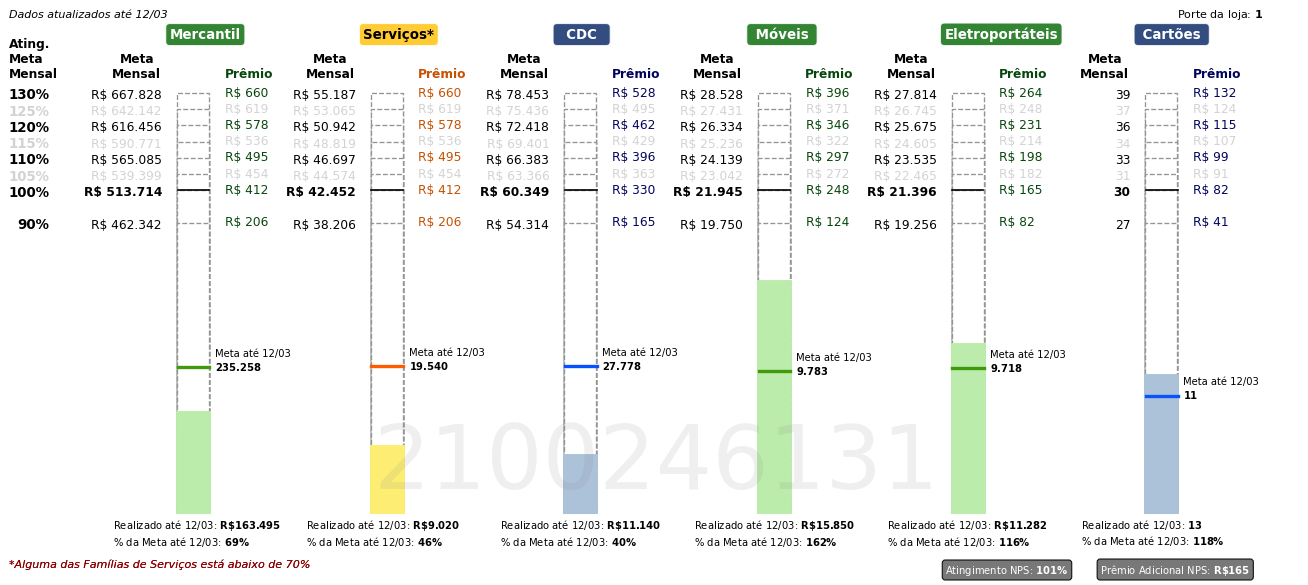 Dados atualizados até 12/03
Porte da loja: 1
Mercantil Serviços* CDC Móveis Eletroportáteis Cartões
Ating.
Meta Meta Meta Meta Meta Meta Meta
Mensal Mensal Prêmio Mensal Prêmio Mensal Prêmio Mensal Prêmio Mensal Prêmio Mensal Prêmio
130% R$ 667.828 R$ 660 R$ 55.187 R$ 660 R$ 78.453 R$ 528 R$ 28.528 R$ 396 R$ 27.814 R$ 264 39 R$ 132
125% R$ 642.142 R$ 619 R$ 53.065 R$ 619 R$ 75.436 R$ 495 R$ 27.431 R$ 371 R$ 26.745 R$ 248 37 R$ 124
120% R$ 616.456 R$ 578 R$ 50.942 R$ 578 R$ 72.418 R$ 462 R$ 26.334 R$ 346 R$ 25.675 R$ 231 36 R$ 115
115% R$ 590.771 R$ 536 R$ 48.819 R$ 536 R$ 69.401 R$ 429 R$ 25.236 R$ 322 R$ 24.605 R$ 214 34 R$ 107
110% R$ 565.085 R$ 495 R$ 46.697 R$ 495 R$ 66.383 R$ 396 R$ 24.139 R$ 297 R$ 23.535 R$ 198 33 R$ 99
105% R$ 539.399 R$ 454 R$ 44.574 R$ 454 R$ 63.366 R$ 363 R$ 23.042 R$ 272 R$ 22.465 R$ 182 31 R$ 91
100% R$ 513.714 R$ 412 R$ 42.452 R$ 412 R$ 60.349 R$ 330 R$ 21.945 R$ 248 R$ 21.396 R$ 165 30 R$ 82
90% R$ 462.342 R$ 206 R$ 38.206 R$ 206 R$ 54.314 R$ 165 R$ 19.750 R$ 124 R$ 19.256 R$ 82 27 R$ 41
Meta até 12/03 Meta até 12/03 Meta até 12/03 Meta até 12/03 Meta até 12/03 Meta até 12/03
235.258 19.540 27.778 9.783 9.718 11
2100246131
Realizado até 12/03: R$163.495 Realizado até 12/03: R$9.020 Realizado até 12/03: R$11.140 Realizado até 12/03: R$15.850 Realizado até 12/03: R$11.282 Realizado até 12/03: 13
% da Meta até 12/03: 69% % da Meta até 12/03: 46% % da Meta até 12/03: 40% % da Meta até 12/03: 162% % da Meta até 12/03: 116% % da Meta até 12/03: 118%
*Alguma das Famílias de Serviços está abaixo de 70%
Atingimento NPS: 101% Prêmio Adicional NPS: R$165